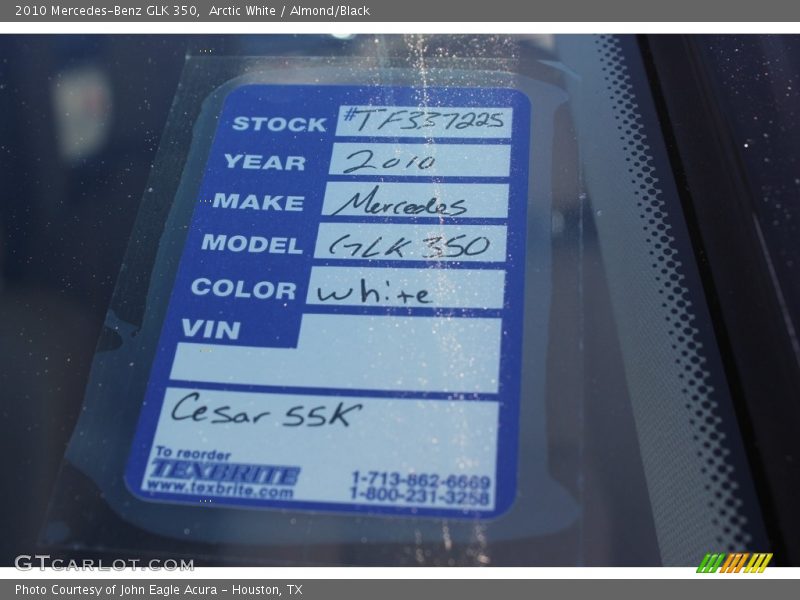 2010 Mercedes-Benz GLK 350, Arctic White / Almond/Black
STOCK #TF337225
YEAR 2010
MAKE Mercedes
MODEL GLK 350
COLOR white
VIN
Cesar 55K
To reorder
TEXBRITE 1-713-862-6669
www.texbrite.com 1-800-231-3258
GTCARLOT.COM
Photo Courtesy of John Eagle Acura - Houston, TX